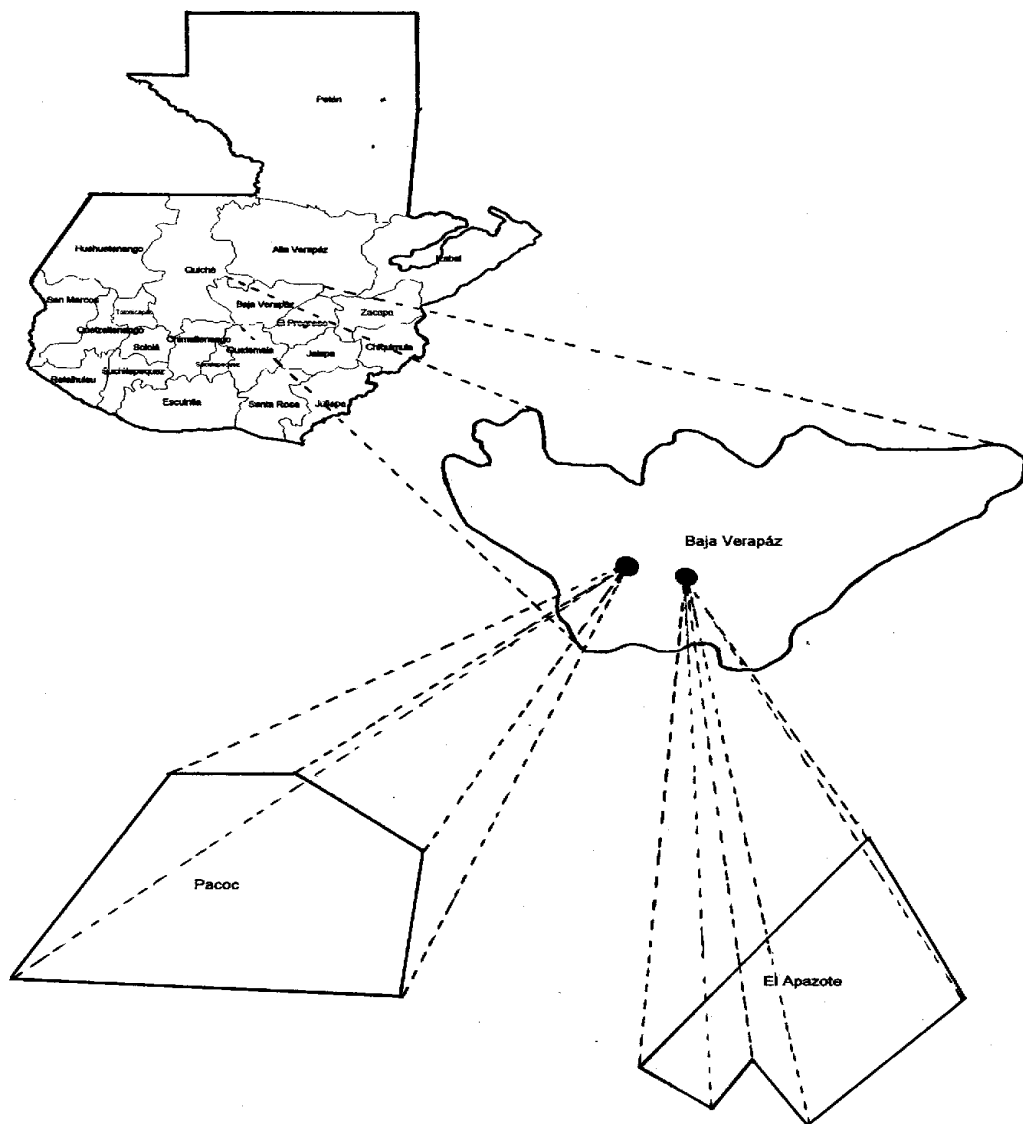 Petén
Huehuetenango
Alta Verapáz
Izabal
Quiché
San Marcos
Baja Verapáz
Zacapa
Totonicapán
El Progreso
Quetzaltenango
Chimaltenango
Sololá
Guatemala
Jalapa
Chiquimula
Retalhuleu
Suchitepequez
Escuintla
Santa Rosa
Jutiapa
Baja Verapáz
Pacoc
El Apazote